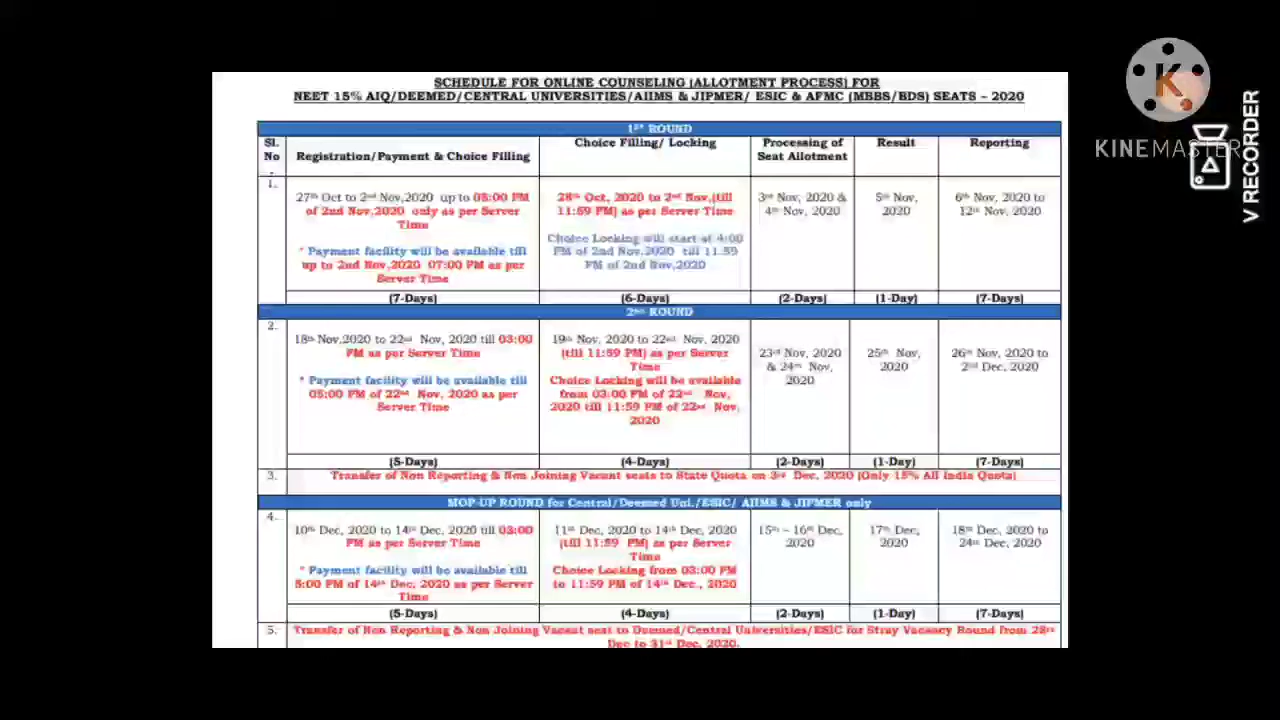 SCHEDULE FOR ONLINE COUNSELING (ALLOTMENT PROCESS) FOR
NEET 15% AIQ/DEEMED/CENTRAL UNIVERSITIES/AIIMS & JIPMER/ ESIC & AFMC (MBBS/BDS) SEATS – 2020
1ST ROUND
Sl.
No
.
Registration/Payment & Choice Filling
Choice Filling/ Locking
Processing of
Seat Allotment
Result
Reporting
1.
27th Oct to 2nd Nov,2020 up to 05:00 PM
of 2nd Nov,2020 only as per Server
Time
* Payment facility will be available till
up to 2nd Nov,2020 07:00 PM as per
Server Time
28th Oct, 2020 to 2nd Nov,(till
11:59 PM) as per Server Time
Choice Locking will start at 4:00
PM of 2nd Nov,2020 till 11.59
PM of 2nd Nov,2020
3rd Nov, 2020 &
4th Nov, 2020
5th Nov,
2020
6th Nov, 2020 to
12th Nov, 2020
(7-Days)
(6-Days)
(2-Days)
(1-Day)
(7-Days)
2nd ROUND
2.
18th Nov,2020 to 22nd Nov, 2020 till 03:00
PM as per Server Time
* Payment facility will be available till
05:00 PM of 22nd Nov, 2020 as per
Server Time
19th Nov, 2020 to 22nd Nov, 2020
(till 11:59 PM) as per Server
Time
Choice Locking will be available
from 03:00 PM of 22nd Nov,
2020 till 11:59 PM of 22nd Nov,
2020
23rd Nov, 2020
& 24th Nov,
2020
25th Nov,
2020
26th Nov, 2020 to
2nd Dec, 2020
(5-Days)
(4-Days)
(2-Days)
(1-Day)
(7-Days)
3.
Transfer of Non Reporting & Non Joining Vacant seats to State Quota on 3rd Dec, 2020 (Only 15% All India Quota)
MOP-UP ROUND for Central/Deemed Uni./ESIC/ AIIMS & JIPMER only
4.
10th Dec, 2020 to 14th Dec, 2020 till 03:00
PM as per Server Time
* Payment facility will be available till
5:00 PM of 14th Dec, 2020 as per Server
Time
11th Dec, 2020 to 14th Dec, 2020
(till 11:59 PM) as per Server
Time
Choice Locking from 03:00 PM
to 11:59 PM of 14th Dec., 2020
15th – 16th Dec,
2020
17th Dec,
2020
18th Dec, 2020 to
24th Dec, 2020
(5-Days)
(4-Days)
(2-Days)
(1-Day)
(7-Days)
5.
Transfer of Non Reporting & Non Joining Vacant seat to Deemed/Central Universities/ESIC for Stray Vacancy Round from 28th
Dec to 31st Dec, 2020.
K
KINEMASTER
V RECORDER